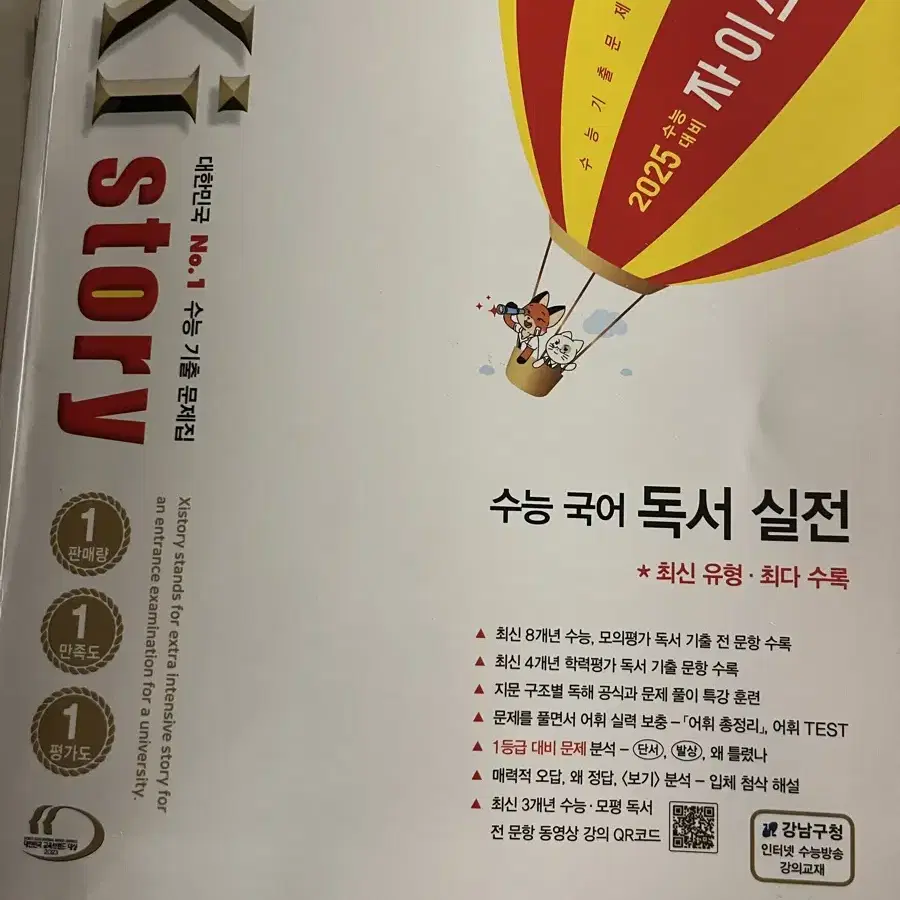 Xi
story
대한민국 No.1 수능 기출 문제집
Xistory stands for extra intensive story for
an entrance examination for a university.
1
판매량
1
만족도
1
평가도
2023
수능기출문제
2025 수능
대비
자이스
수능 국어 독서 실전
* 최신 유형 · 최다 수록
▲ 최신 8개년 수능, 모의평가 독서 기출 전 문항 수록
▲ 최신 4개년 학력평가 독서 기출 문항 수록
▲ 지문 구조별 독해 공식과 문제 풀이 특강 훈련
▲ 문제를 풀면서 어휘 실력 보충 – 「어휘 총정리」, 어휘 TEST
▲ 1등급 대비 문제 분석 – 단서, 발상, 왜 틀렸나
▲ 매력적 오답, 왜 정답, 〈보기〉 분석 – 입체 첨삭 해설
▲ 최신 3개년 수능·모평 독서
전 문항 동영상 강의 QR코드
강남구청
인터넷 수능방송
강의교재